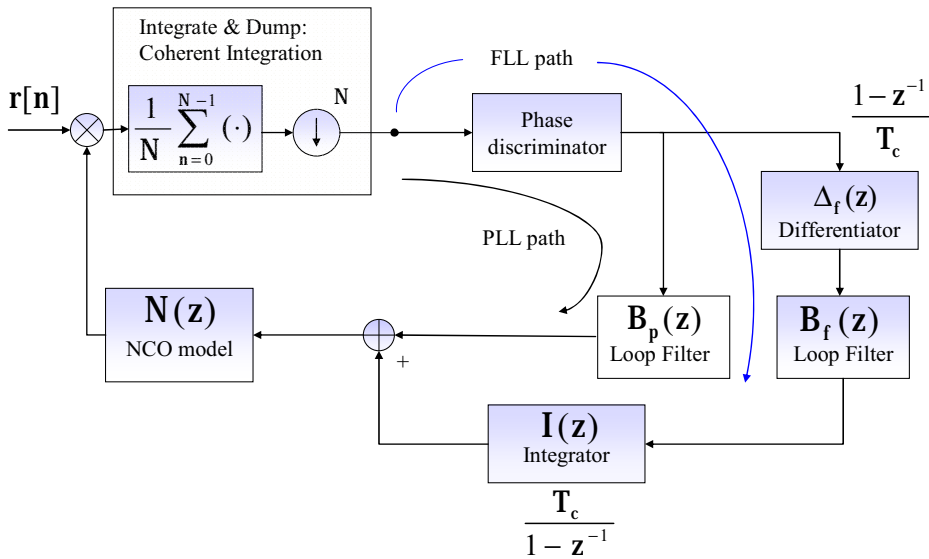 Integrate & Dump:
Coherent Integration
FLL path
r[n]
1/N ∑_{n=0}^{N-1} (·)
N
↓
Phase
discriminator
(1 - z^{-1})/T_c
Δ_f(z)
Differentiator
PLL path
N(z)
NCO model
+
B_p(z)
Loop Filter
B_f(z)
Loop Filter
I(z)
Integrator
T_c/(1 - z^{-1})